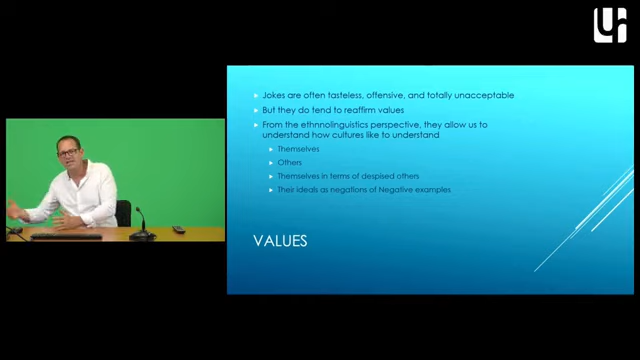 Jokes are often tasteless, offensive, and totally unacceptable
But they do tend to reaffirm values
From the ethnnolinguistics perspective, they allow us to
understand how cultures like to understand
Themselves
Others
Themselves in terms of despised others
Their ideals as negations of Negative examples
VALUES